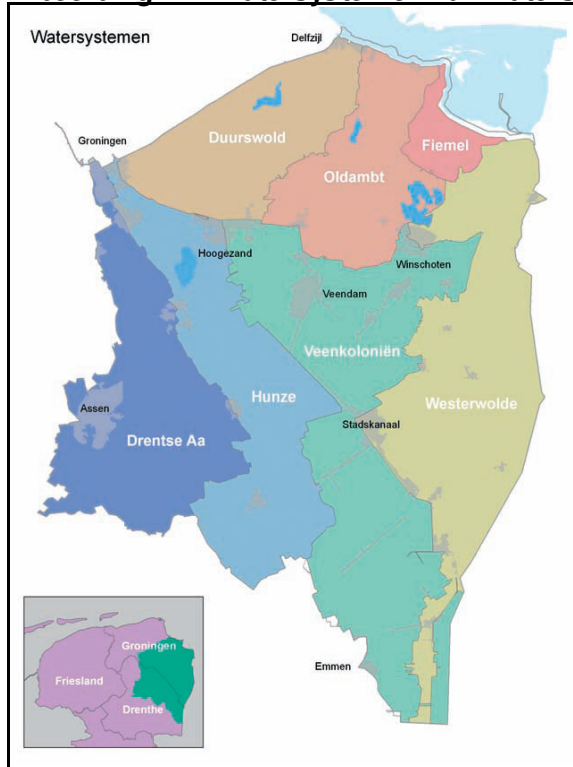 Watersystemen
Delfzijl
Groningen
Duurswold
Fiemel
Oldambt
Hoogezand
Winschoten
Veendam
Veenkoloniën
Hunze
Westerwolde
Assen
Stadskanaal
Drentse Aa
Groningen
Friesland
Emmen
Drenthe